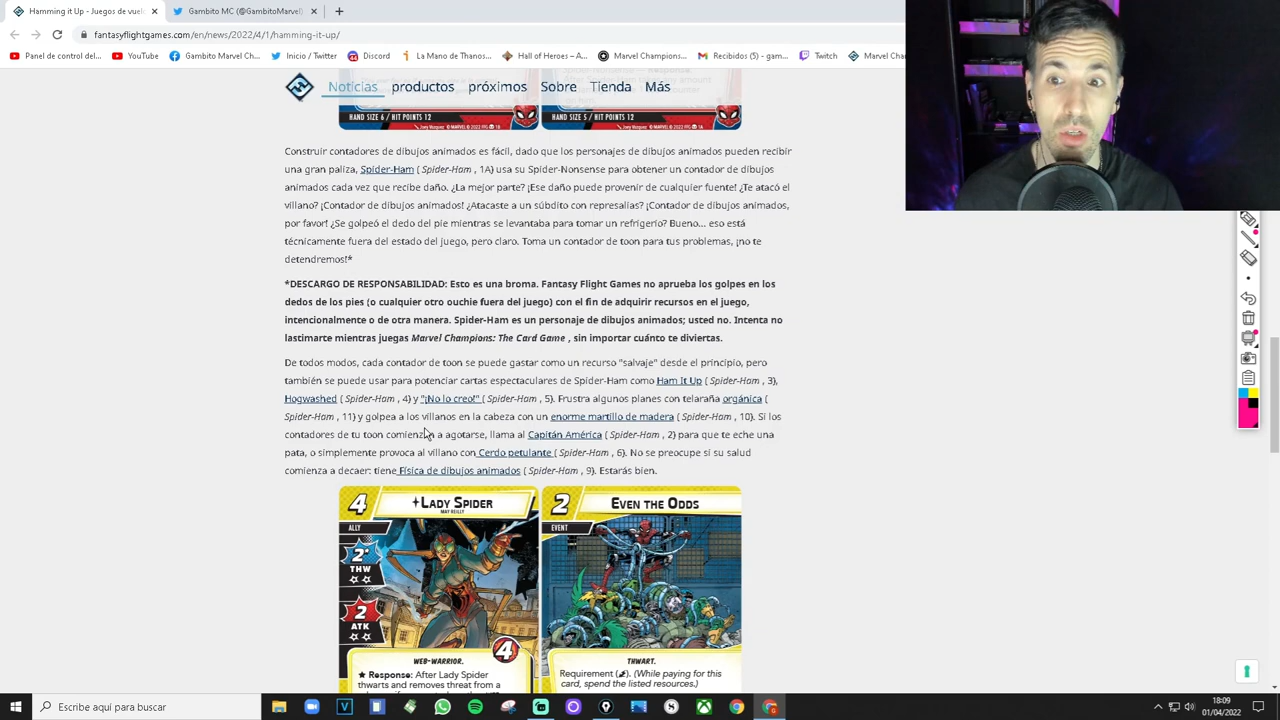 Hamming it Up - Juegos de vuel
Gambito MC (@GambitoMarvel)
fantasyflightgames.com/en/news/2022/4/1/hamming-it-up/
Panel de control del...
YouTube
Gambito Marvel Cha...
Inicio / Twitter
Discord
La Mano de Thanos...
Hall of Heroes – A...
Marvel Champions...
Recibidos (5) - gam...
Twitch
Marvel Cha
Noticias
productos
próximos
Sobre
Tienda
Más
HAND SIZE 6 / HIT POINTS 12
HAND SIZE 5 / HIT POINTS 12
Construir contadores de dibujos animados es fácil, dado que los personajes de dibujos animados pueden recibir
una gran paliza, Spider-Ham ( Spider-Ham , 1A) usa su Spider-Nonsense para obtener un contador de dibujos
animados cada vez que recibe daño. ¿La mejor parte? ¡Ese daño puede provenir de cualquier fuente! ¿Te atacó el
villano? ¡Contador de dibujos animados! ¿Atacaste a un súbdito con represalias? ¡Contador de dibujos animados,
por favor! ¿Se golpeó el dedo del pie mientras se levantaba para tomar un refrigerio? Bueno... eso está
técnicamente fuera del estado del juego, pero claro. Toma un contador de toon para tus problemas, ¡no te
detendremos!*
*DESCARGO DE RESPONSABILIDAD: Esto es una broma. Fantasy Flight Games no aprueba los golpes en los
dedos de los pies (o cualquier otro ouchie fuera del juego) con el fin de adquirir recursos en el juego,
intencionalmente o de otra manera. Spider-Ham es un personaje de dibujos animados; usted no. Intenta no
lastimarte mientras juegas Marvel Champions: The Card Game , sin importar cuánto te diviertas.
De todos modos, cada contador de toon se puede gastar como un recurso "salvaje" desde el principio, pero
también se puede usar para potenciar cartas espectaculares de Spider-Ham como Ham It Up ( Spider-Ham , 3),
Hogwashed ( Spider-Ham , 4) y "¡No lo creo!" ( Spider-Ham , 5). Frustra algunos planes con telaraña orgánica (
Spider-Ham , 11) y golpea a los villanos en la cabeza con un enorme martillo de madera ( Spider-Ham , 10). Si los
contadores de tu toon comienzan a agotarse, llama al Capitán América ( Spider-Ham , 2) para que te eche una
pata, o simplemente provoca al villano con Cerdo petulante ( Spider-Ham , 6). No se preocupe si su salud
comienza a decaer: tiene Física de dibujos animados ( Spider-Ham , 9). Estarás bien.
4
LADY SPIDER
MAY REILLY
ALLY
2
THW
2
ATK
4
WEB-WARRIOR.
Response: After Lady Spider
thwarts and removes threat from a
2
EVEN THE ODDS
EVENT
THWART.
Requirement ( ). (While paying for this
card, spend the listed resources.)
Escribe aquí para buscar
18:09
01/04/2022